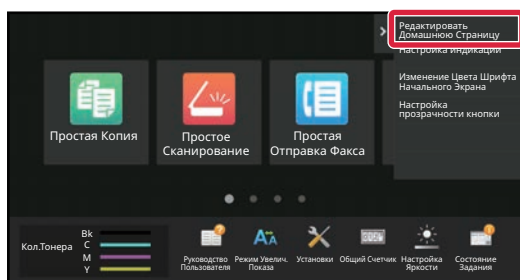 Редактировать
Домашнюю Страницу
Настройка индикации
Изменение Цвета Шрифта
Начального Экрана
Настройка
прозрачности кнопки
Простая Копия
Простое
Сканирование
Простая
Отправка Факса
Кол.Тонера
Bk
C
M
Y
Руководство
Пользователя
Режим Увелич.
Показа
Установки
Общий Счетчик
Настройка
Яркости
Состояние
Задания